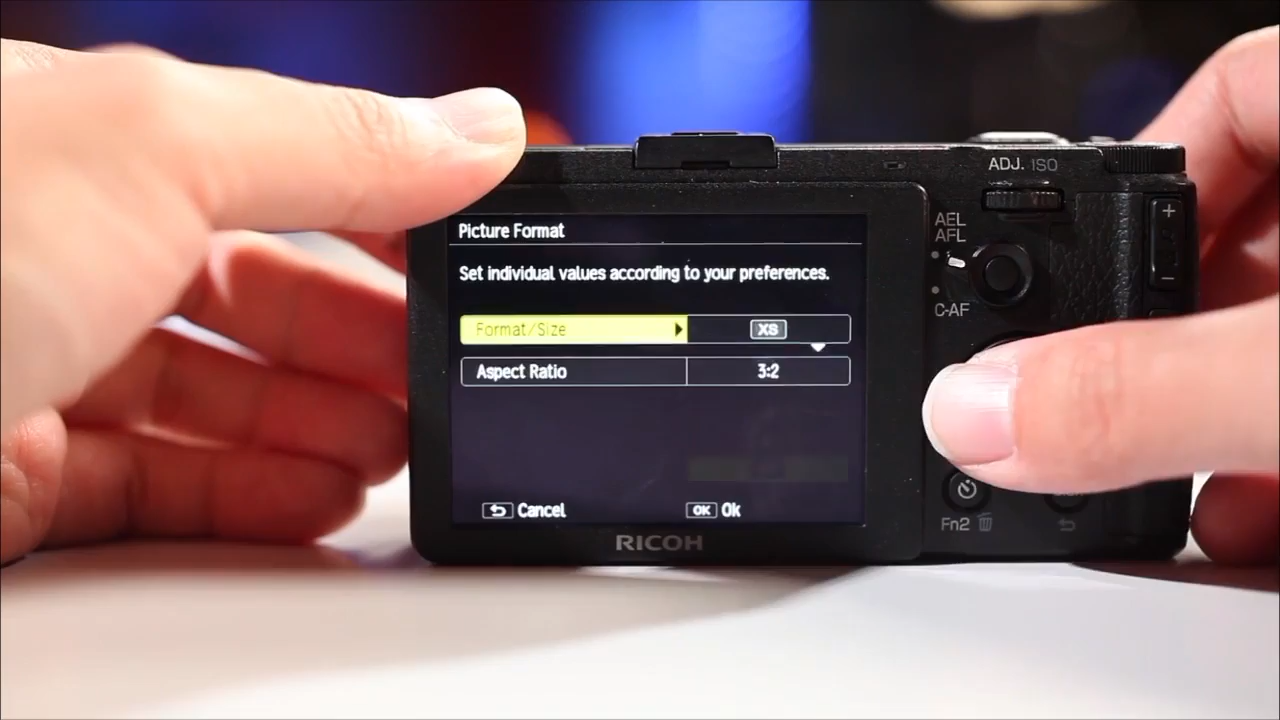 ADJ. ISO
Picture Format
AEL
AFL
+
Set individual values according to your preferences.
-
C-AF
Format/Size XS
Aspect Ratio 3:2
Cancel OK Ok
Fn2
RICOH